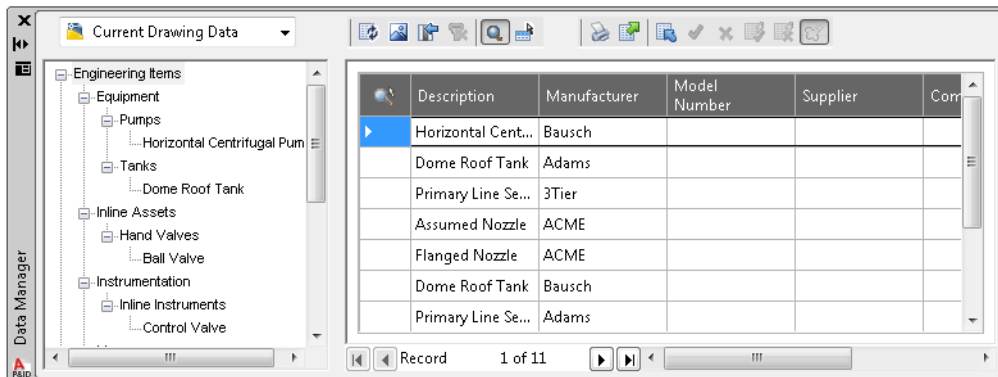 Current Drawing Data
Engineering Items
Equipment
Pumps
Horizontal Centrifugal Pum
Tanks
Dome Roof Tank
Inline Assets
Hand Valves
Ball Valve
Instrumentation
Inline Instruments
Control Valve
Description Manufacturer Model Number Supplier Com
Horizontal Cent... Bausch
Dome Roof Tank Adams
Primary Line Se... 3Tier
Assumed Nozzle ACME
Flanged Nozzle ACME
Dome Roof Tank Bausch
Primary Line Se... Adams
Record 1 of 11
Data Manager
P&ID